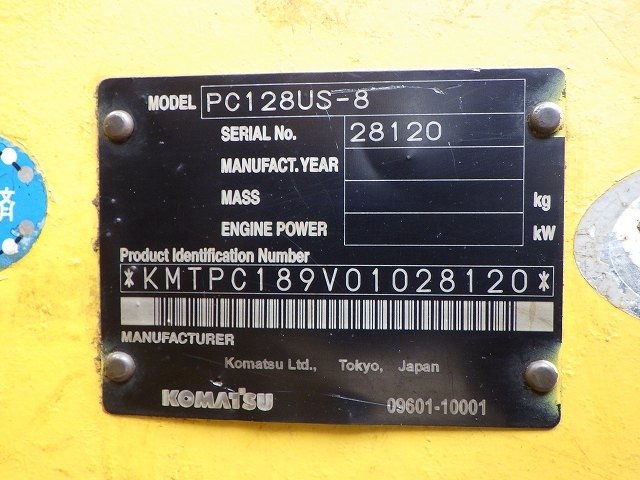 MODEL PC128US-8
SERIAL No. 28120
MANUFACT. YEAR
MASS kg
ENGINE POWER kW
Product Identification Number
*KMTPC189V01028120*
MANUFACTURER
Komatsu Ltd., Tokyo, Japan
KOMATSU 09601-10001
済